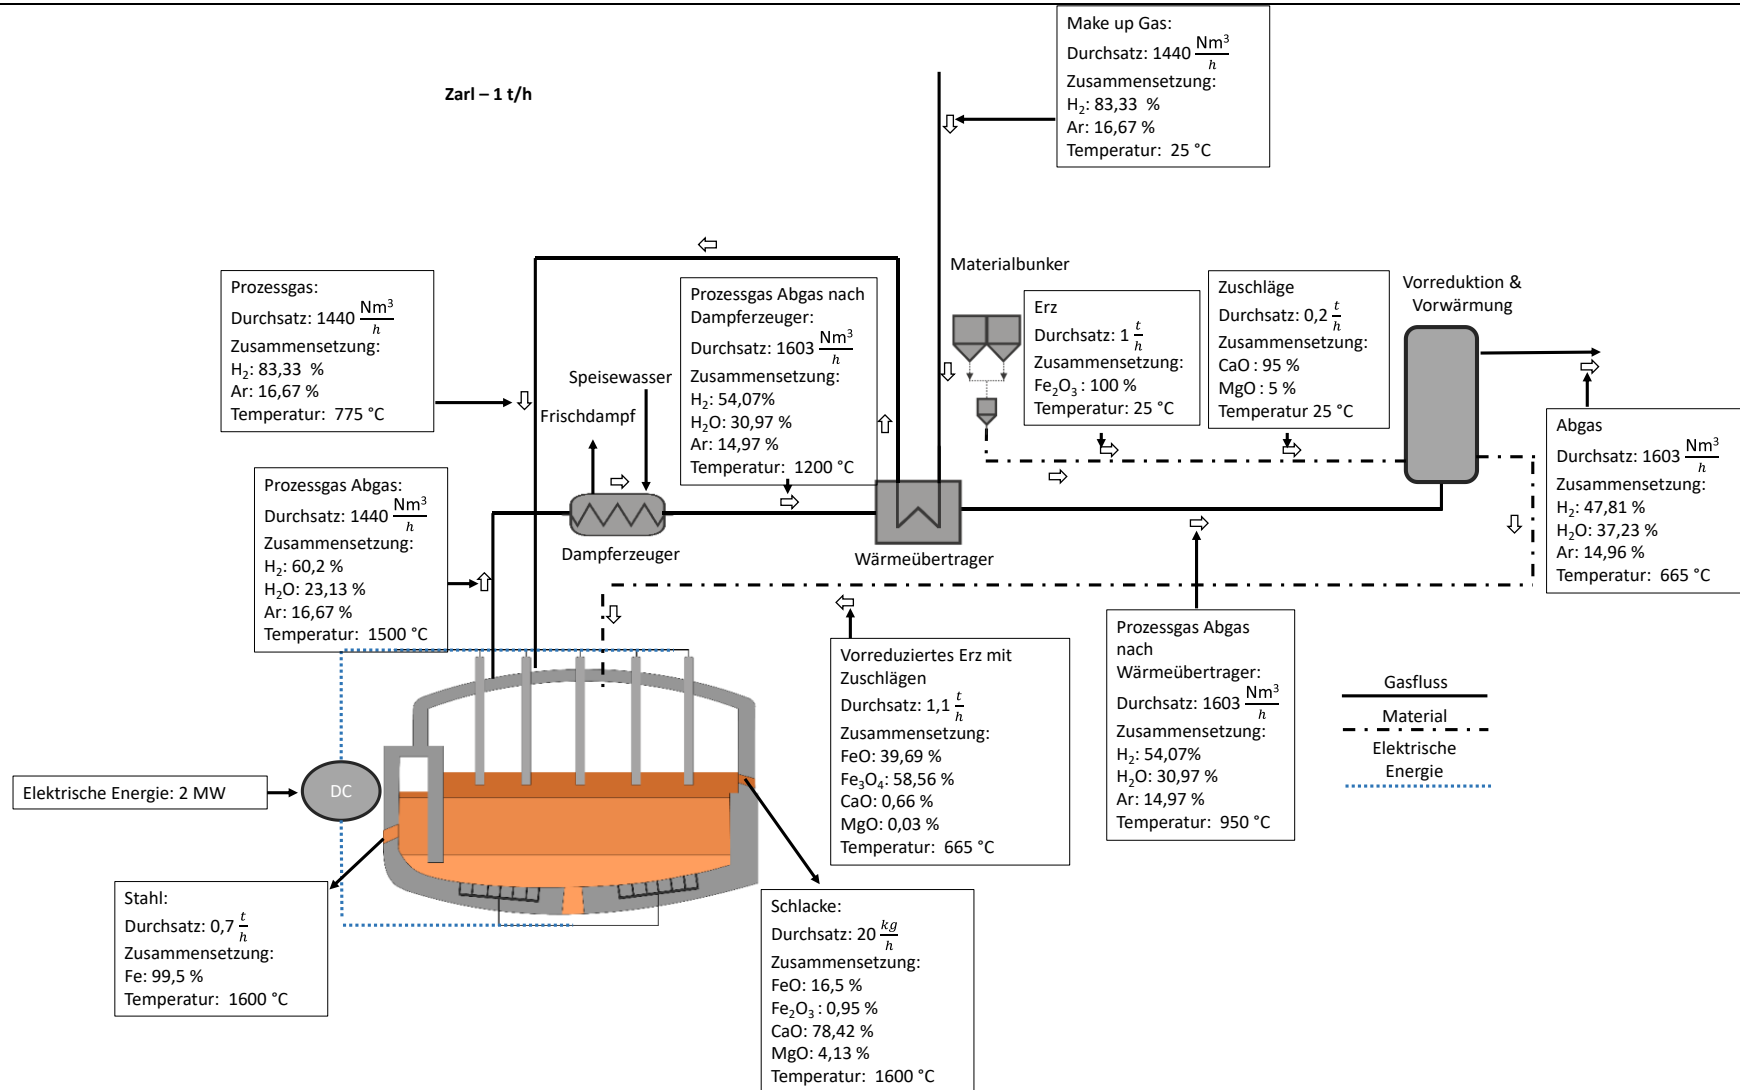 Zarl – 1 t/h
Make up Gas:
Durchsatz: 1440 Nm³/h
Zusammensetzung:
H₂: 83,33 %
Ar: 16,67 %
Temperatur: 25 °C
Prozessgas:
Durchsatz: 1440 Nm³/h
Zusammensetzung:
H₂: 83,33 %
Ar: 16,67 %
Temperatur: 775 °C
Prozessgas Abgas nach
Dampferzeuger:
Durchsatz: 1603 Nm³/h
Zusammensetzung:
H₂: 54,07%
H₂O: 30,97 %
Ar: 14,97 %
Temperatur: 1200 °C
Materialbunker
Erz
Durchsatz: 1 t/h
Zusammensetzung:
Fe₂O₃ : 100 %
Temperatur: 25 °C
Zuschläge
Durchsatz: 0,2 t/h
Zusammensetzung:
CaO: 95 %
MgO: 5 %
Temperatur 25 °C
Vorreduktion &
Vorwärmung
Speisewasser
Frischdampf
Dampferzeuger
Wärmeübertrager
Prozessgas Abgas:
Durchsatz: 1440 Nm³/h
Zusammensetzung:
H₂: 60,2 %
H₂O: 23,13 %
Ar: 16,67 %
Temperatur: 1500 °C
Abgas
Durchsatz: 1603 Nm³/h
Zusammensetzung:
H₂: 47,81 %
H₂O: 37,23 %
Ar: 14,96 %
Temperatur: 665 °C
Vorreduziertes Erz mit
Zuschlägen
Durchsatz: 1,1 t/h
Zusammensetzung:
FeO: 39,69 %
Fe₃O₄: 58,56 %
CaO: 0,66 %
MgO: 0,03 %
Temperatur: 665 °C
Prozessgas Abgas
nach
Wärmeübertrager:
Durchsatz: 1603 Nm³/h
Zusammensetzung:
H₂: 54.07%
H₂O: 30,97 %
Ar: 14,97 %
Temperatur: 950 °C
Gasfluss
Material
Elektrische
Energie
Elektrische Energie: 2 MW
DC
Stahl:
Durchsatz: 0,7 t/h
Zusammensetzung:
Fe: 99,5 %
Temperatur: 1600 °C
Schlacke:
Durchsatz: 20 kg/h
Zusammensetzung:
FeO: 16,5 %
Fe₂O₃ : 0,95 %
CaO: 78,42 %
MgO: 4,13 %
Temperatur: 1600 °C